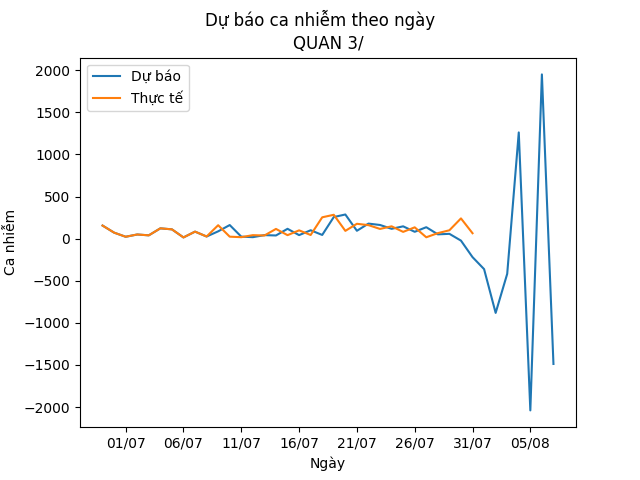 Dự báo ca nhiễm theo ngày
QUAN 3/
Dự báo
Thực tế
Ca nhiễm
2000
1500
1000
500
0
−500
−1000
−1500
−2000
01/07 06/07 11/07 16/07 21/07 26/07 31/07 05/08
Ngày